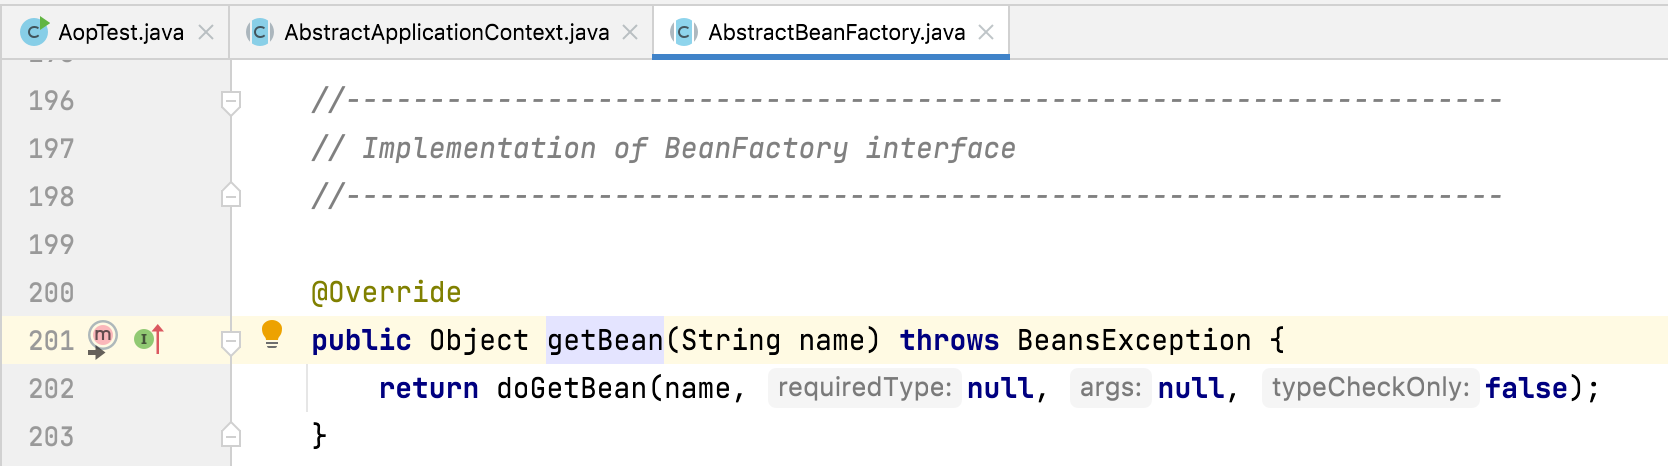 AopTest.java AbstractApplicationContext.java AbstractBeanFactory.java
196 //---------------------------------------------------------------------
197 // Implementation of BeanFactory interface
198 //---------------------------------------------------------------------
199
200 @Override
201 public Object getBean(String name) throws BeansException {
202 return doGetBean(name, requiredType: null, args: null, typeCheckOnly: false);
203 }